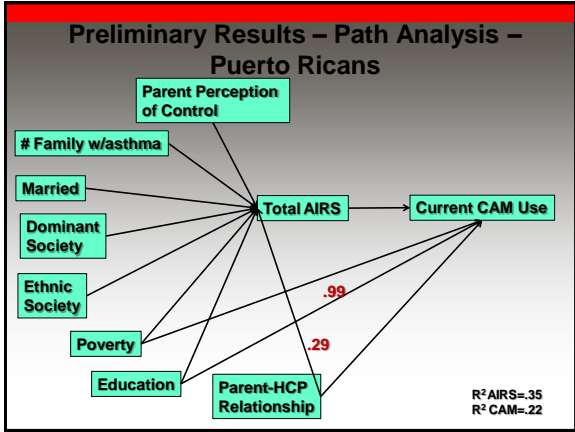 Preliminary Results – Path Analysis –
Puerto Ricans
Parent Perception
of Control
# Family w/asthma
Married
Total AIRS
Current CAM Use
Dominant
Society
Ethnic
Society
.99
Poverty
.29
Education
Parent-HCP
Relationship
R² AIRS=.35
R² CAM=.22